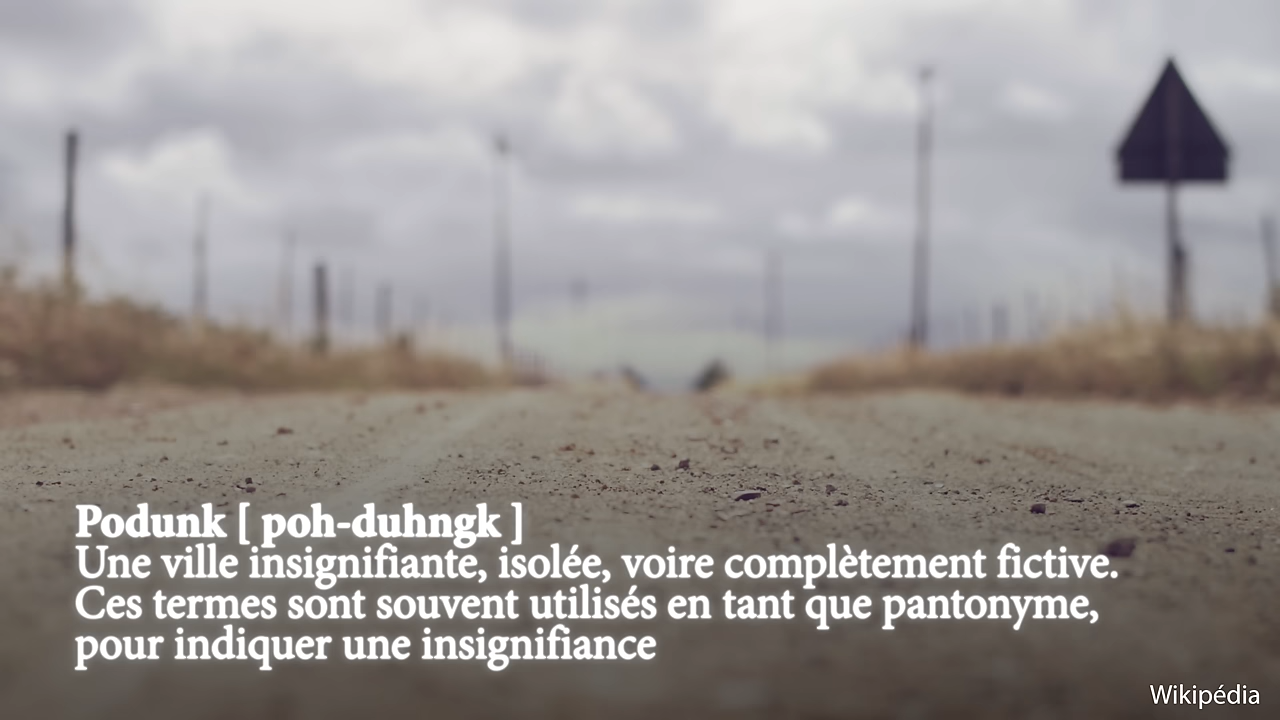 Podunk [ poh-duhngk ]
Une ville insignifiante, isolée, voire complètement fictive.
Ces termes sont souvent utilisés en tant que pantonyme,
pour indiquer une insignifiance
Wikipédia